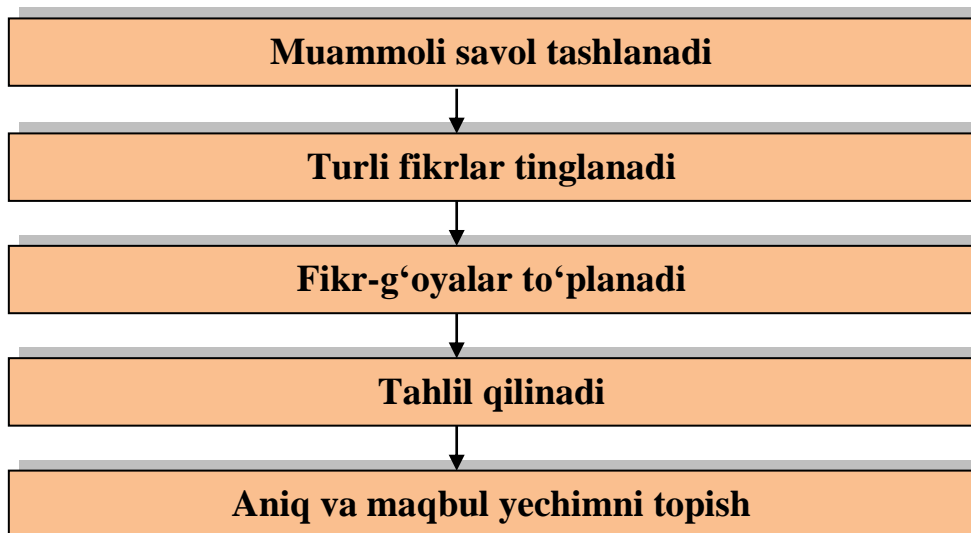 Muammoli savol tashlanadi
Turli fikrlar tinglanadi
Fikr-g‘oyalar to‘planadi
Tahlil qilinadi
Aniq va maqbul yechimni topish